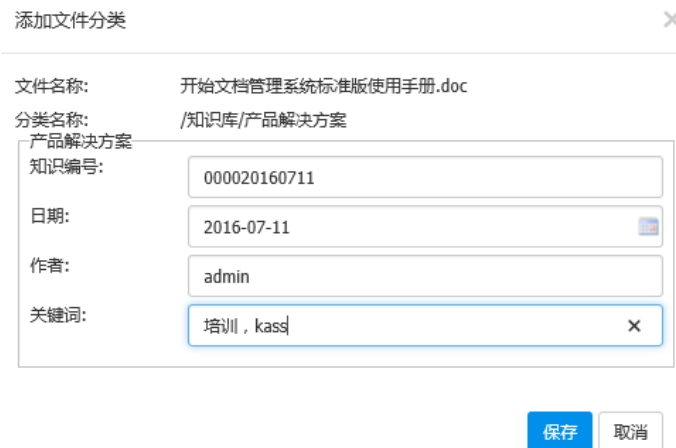 添加文件分类
文件名称: 开始文档管理系统标准版使用手册.doc
分类名称: /知识库/产品解决方案
产品解决方案
知识编号: 000020160711
日期: 2016-07-11
作者: admin
关键词: 培训，kass
保存 取消